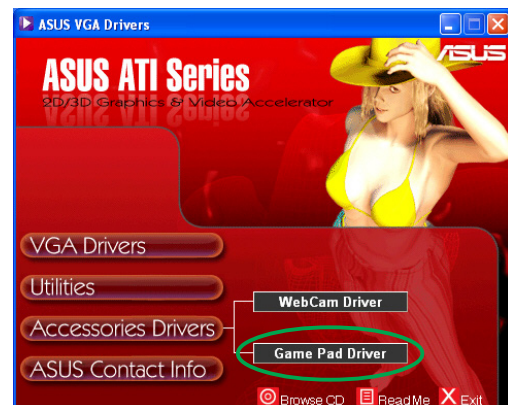 ASUS VGA Drivers
ASUS
ASUS ATI Series
2D/3D Graphics & Video Accelerator
VGA Drivers
Utilities
WebCam Driver
Accessories Drivers
Game Pad Driver
ASUS Contact Info
Browse CD ReadMe Exit